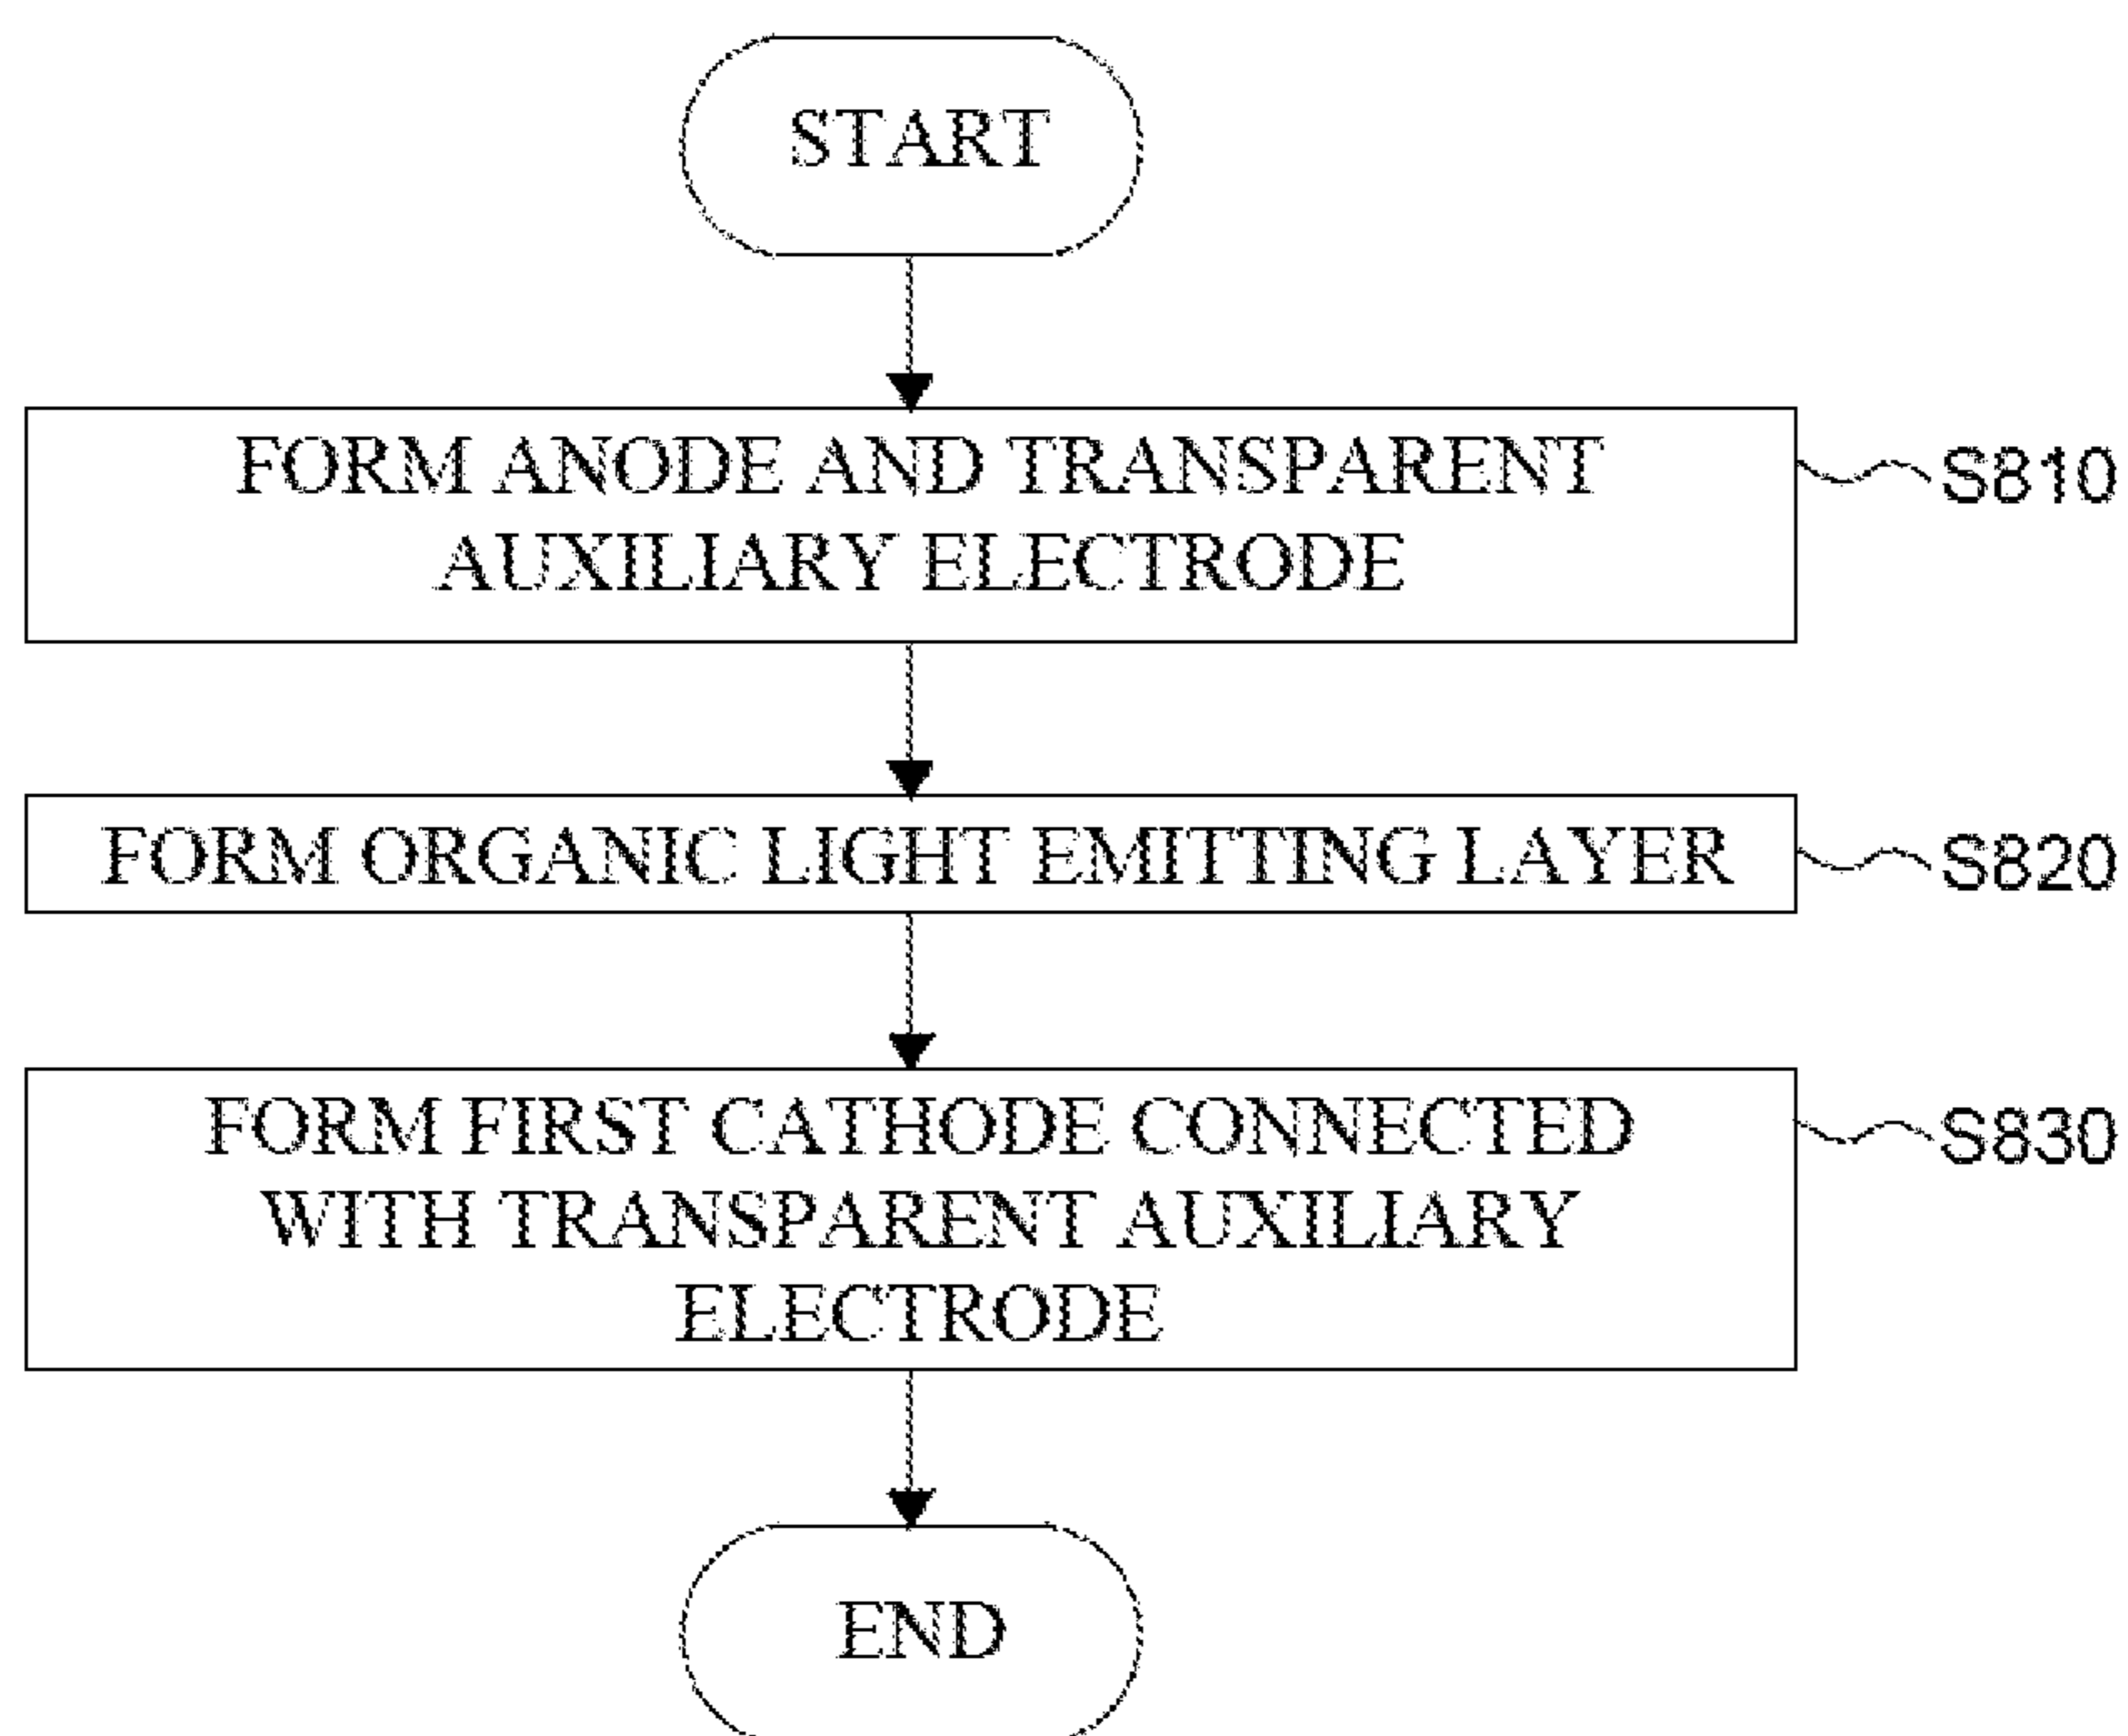 START
FORM ANODE AND TRANSPARENT
AUXILIARY ELECTRODE
S810
FORM ORGANIC LIGHT EMITTING LAYER
S820
FORM FIRST CATHODE CONNECTED
WITH TRANSPARENT AUXILIARY
ELECTRODE
S830
END